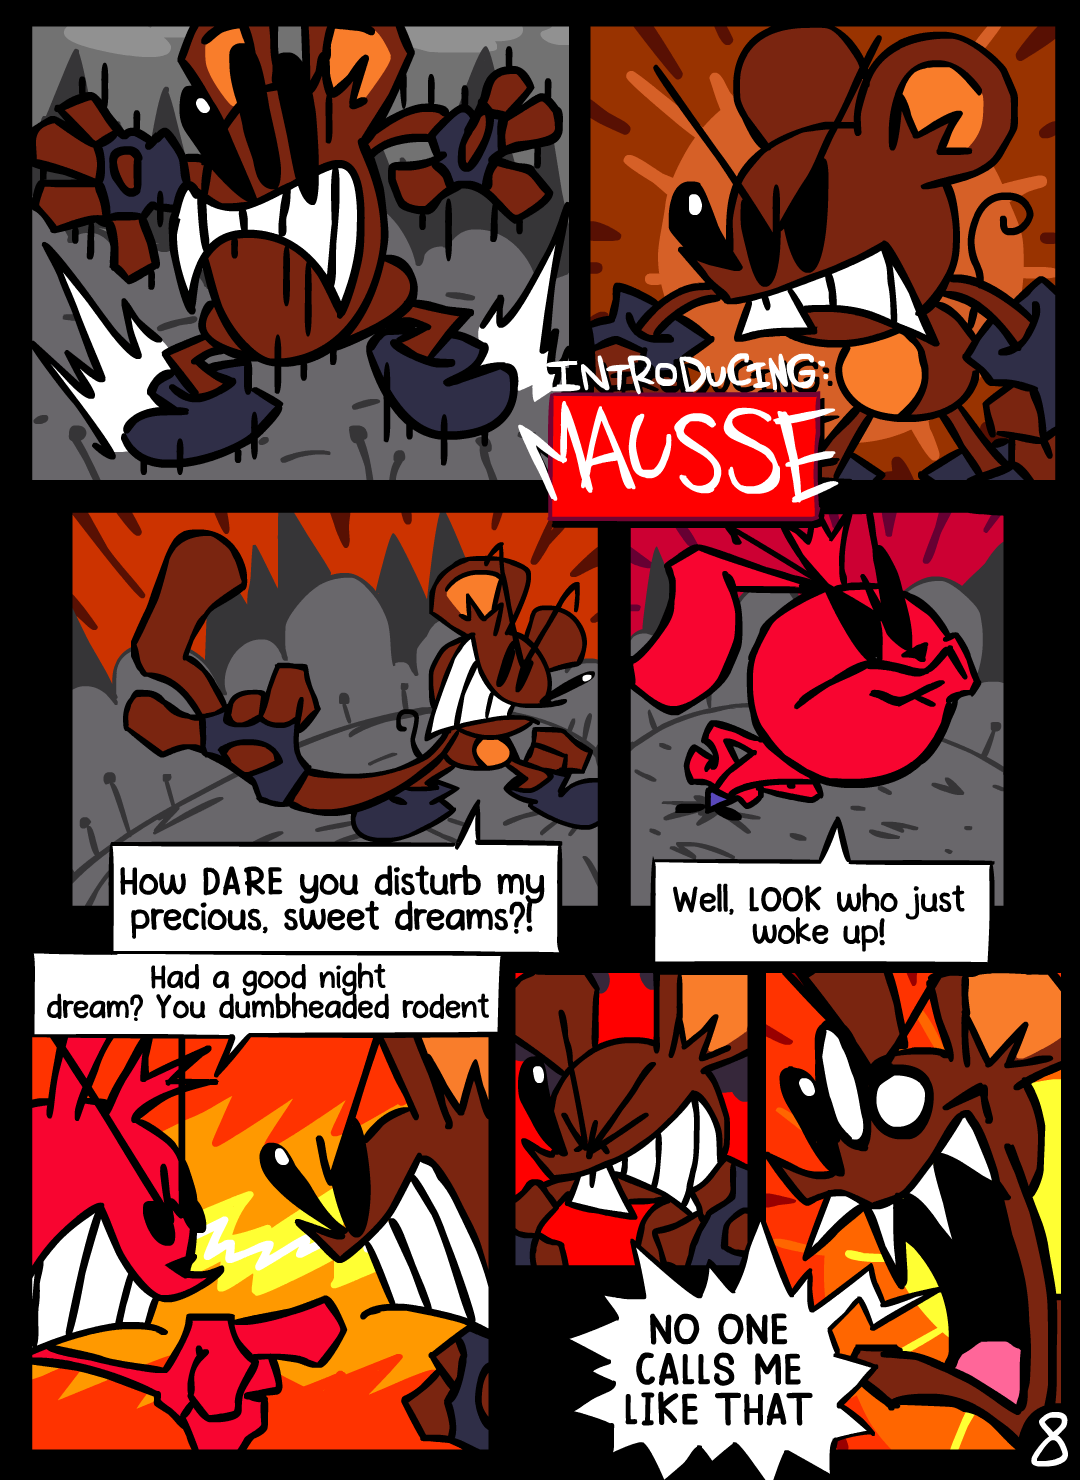 INTRODUCING:
MAUSSE
How DARE you disturb my
precious, sweet dreams?!
Well, LOOK who just
woke up!
Had a good night
dream? You dumbheaded rodent
NO ONE
CALLS ME
LIKE THAT
8